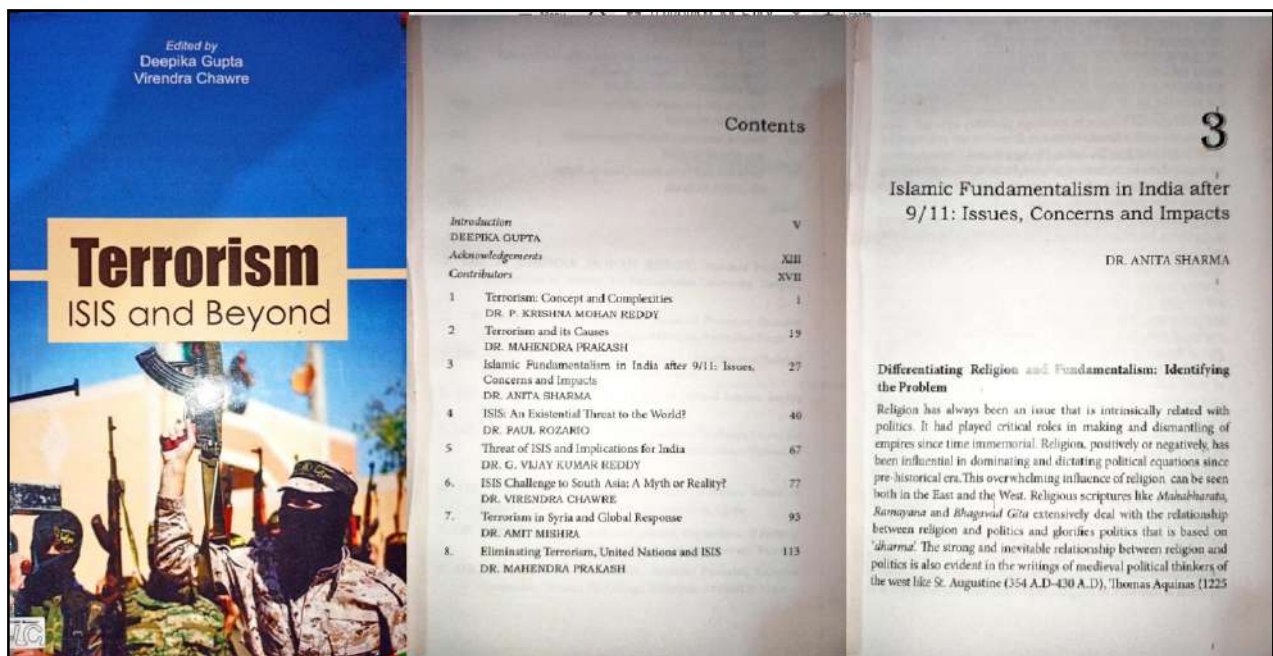 Edited by
Deepika Gupta
Virendra Chawre
Terrorism
ISIS and Beyond
Contents
Introduction V
DEEPIKA GUPTA
Acknowledgements XIII
Contributors XVII
1 Terrorism: Concept and Complexities 1
DR. P. KRISHNA MOHAN REDDY
2 Terrorism and its Causes 19
DR. MAHENDRA PRAKASH
3 Islamic Fundamentalism in India after 9/11: Issues, 27
Concerns and Impacts
DR. ANITA SHARMA
4 ISIS: An Existential Threat to the World? 40
DR. PAUL ROZARIO
5 Threat of ISIS and Implications for India 67
DR. G. VIJAY KUMAR REDDY
6. ISIS Challenge to South Asia: A Myth or Reality? 77
DR. VIRENDRA CHAWRE
7. Terrorism in Syria and Global Response 93
DR. AMIT MISHRA
8. Eliminating Terrorism, United Nations and ISIS 113
DR. MAHENDRA PRAKASH
3
Islamic Fundamentalism in India after
9/11: Issues, Concerns and Impacts
DR. ANITA SHARMA
Differentiating Religion and Fundamentalism: Identifying
the Problem
Religion has always been an issue that is intrinsically related with
politics. It had played critical roles in making and dismantling of
empires since time immemorial. Religion, positively or negatively, has
been influential in dominating and dictating political equations since
pre-historical era. This overwhelming influence of religion can be seen
both in the East and the West. Religious scriptures like Mahabharata,
Ramayana and Bhagavad Gita extensively deal with the relationship
between religion and politics and glorifies politics that is based on
'dharma'. The strong and inevitable relationship between religion and
politics is also evident in the writings of medieval political thinkers of
the west like St. Augustine (354 A.D-430 A.D), Thomas Aquinas (1225